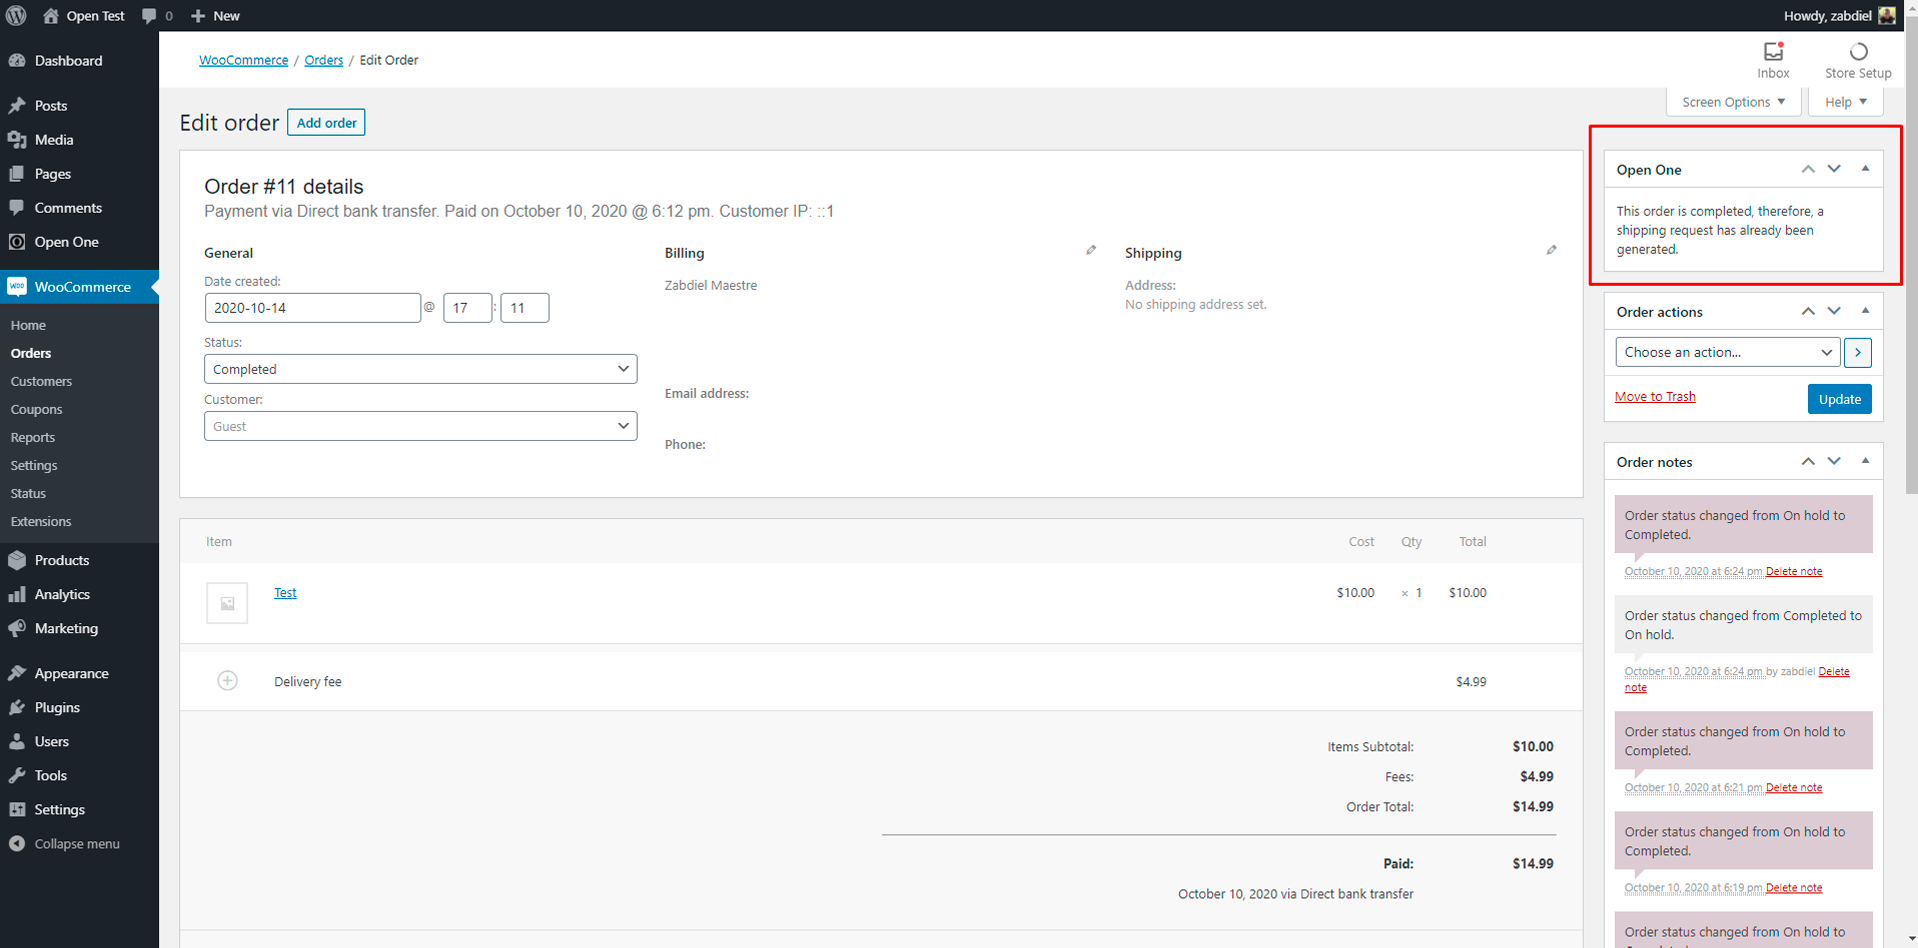 Open Test
0
New
Howdy, zabdiel
Dashboard
Posts
Media
Pages
Comments
Open One
WooCommerce
Home
Orders
Customers
Coupons
Reports
Settings
Status
Extensions
Products
Analytics
Marketing
Appearance
Plugins
Users
Tools
Settings
Collapse menu
WooCommerce / Orders / Edit Order
Inbox
Store Setup
Screen Options
Help
Edit order
Add order
Order #11 details
Payment via Direct bank transfer. Paid on October 10, 2020 @ 6:12 pm. Customer IP: ::1
General
Date created:
2020-10-14 @ 17 : 11
Status:
Completed
Customer:
Guest
Billing
Zabdiel Maestre
Email address:
Phone:
Shipping
Address:
No shipping address set.
Item Cost Qty Total
Test $10.00 × 1 $10.00
Delivery fee $4.99
Items Subtotal: $10.00
Fees: $4.99
Order Total: $14.99
Paid: $14.99
October 10, 2020 via Direct bank transfer
Open One
This order is completed, therefore, a
shipping request has already been
generated.
Order actions
Choose an action...
Move to Trash
Update
Order notes
Order status changed from On hold to
Completed.
October 10, 2020 at 6:24 pm Delete note
Order status changed from Completed to
On hold.
October 10, 2020 at 6:24 pm by zabdiel Delete
note
Order status changed from On hold to
Completed.
October 10, 2020 at 6:21 pm Delete note
Order status changed from On hold to
Completed.
October 10, 2020 at 6:19 pm Delete note
Order status changed from On hold to